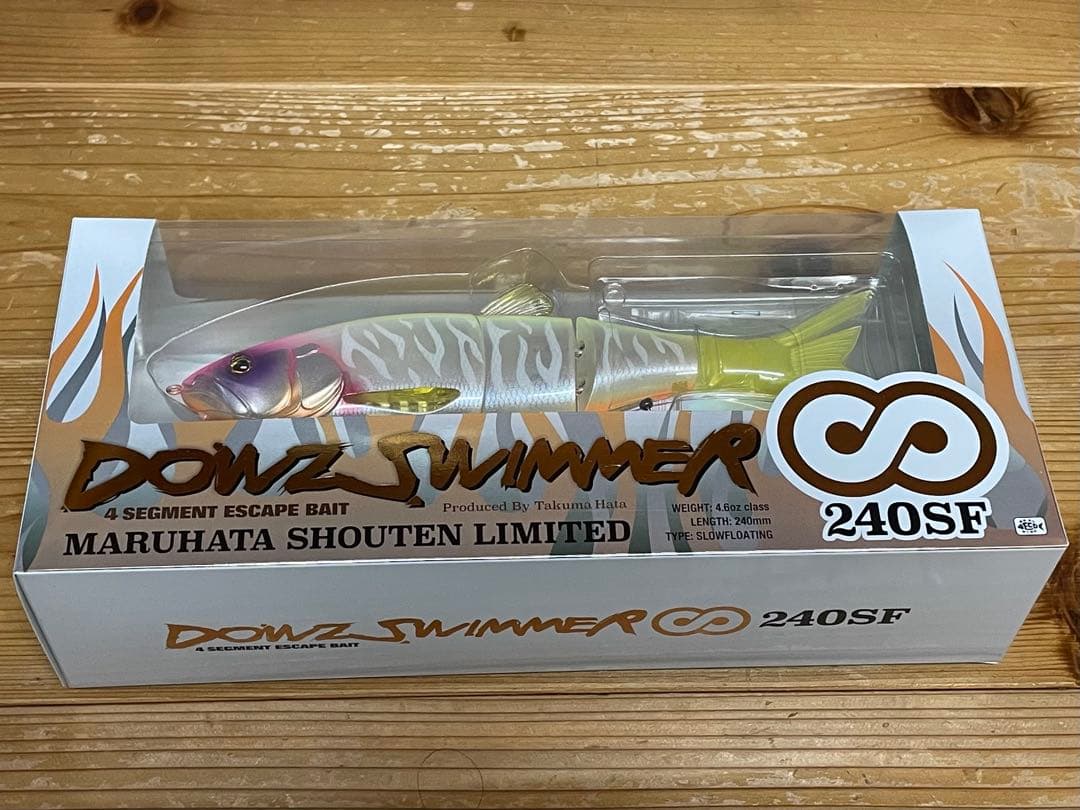 DOWZ SWIMMER
4 SEGMENT ESCAPE BAIT
Produced By Takuma Hata
MARUHATA SHOUTEN LIMITED
WEIGHT: 4.6oz class
LENGTH: 240mm
TYPE: SLOWFLOATING
240SF
DOWZ SWIMMER 240SF
4 SEGMENT ESCAPE BAIT